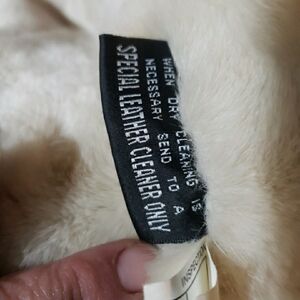 WHEN DRY CLEANING IS
NECESSARY SEND TO A
SPECIAL LEATHER CLEANER ONLY